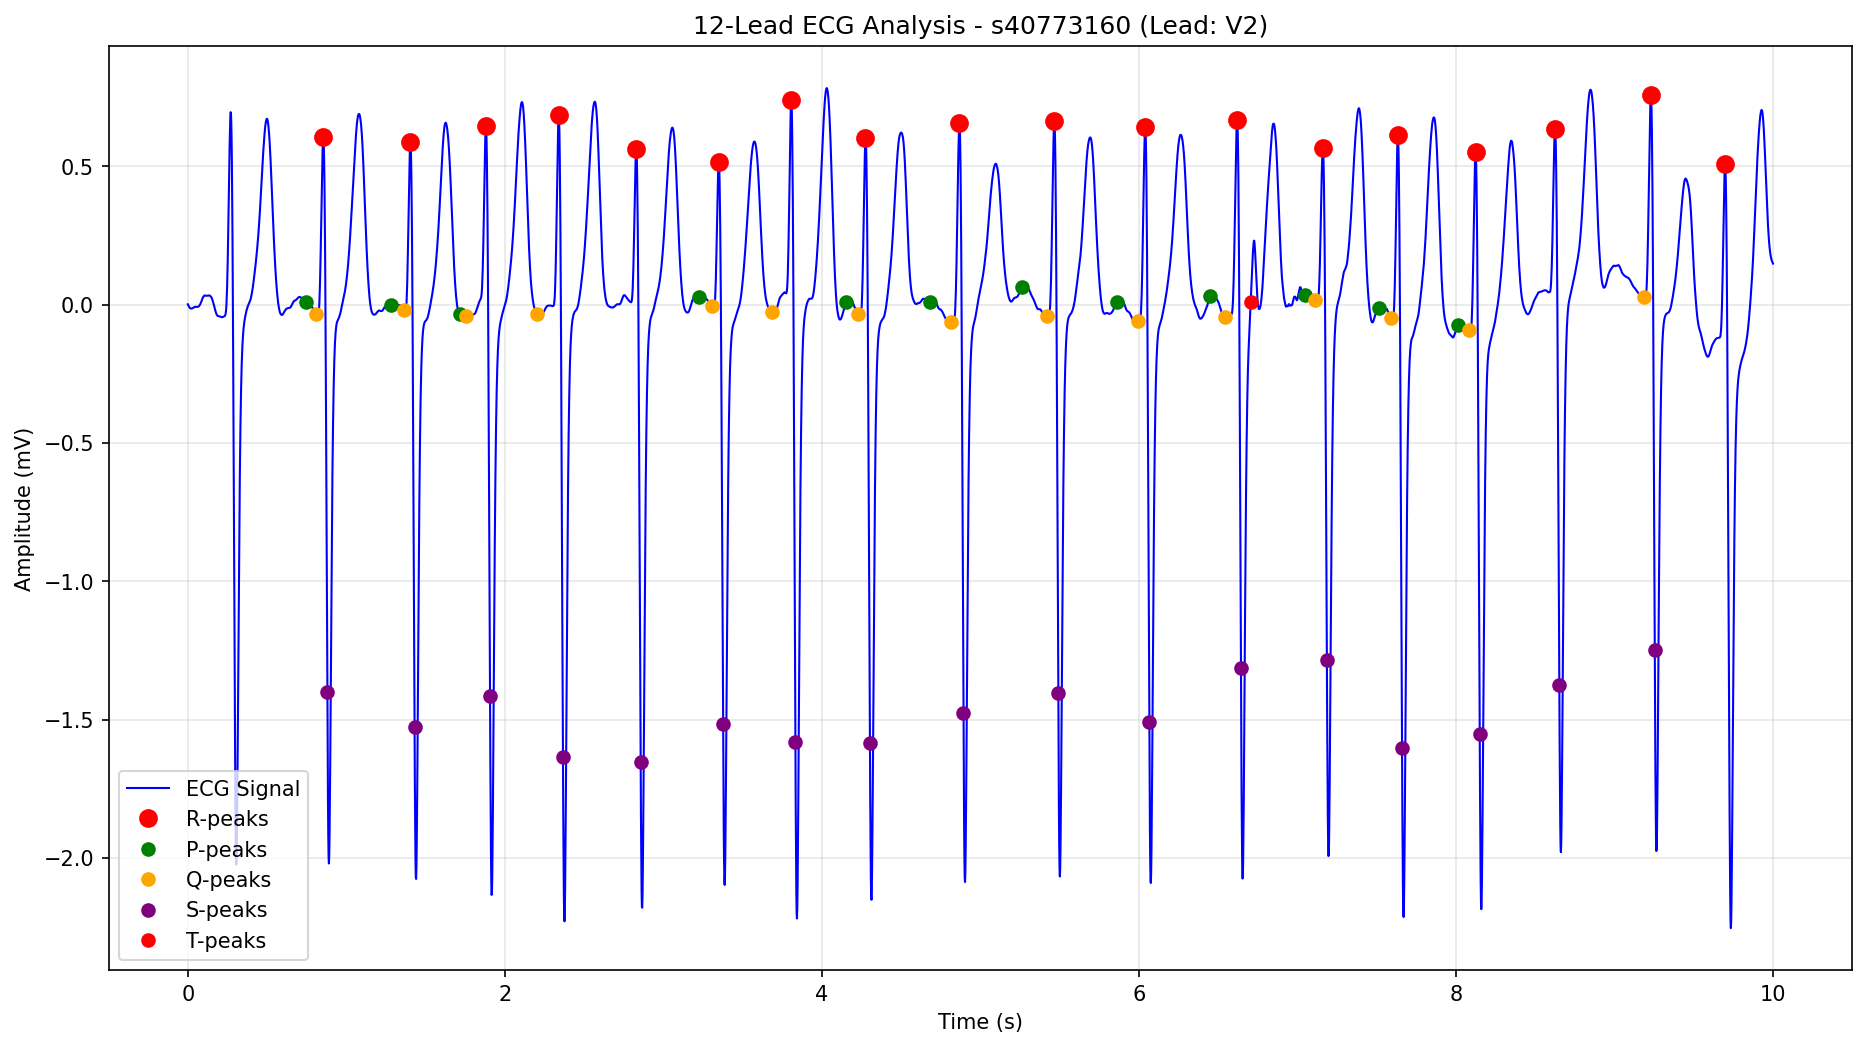 12-Lead ECG Analysis - s40773160 (Lead: V2)
Amplitude (mV)
0.5
0.0
−0.5
−1.0
−1.5
−2.0
ECG Signal
R-peaks
P-peaks
Q-peaks
S-peaks
T-peaks
0 2 4 6 8 10
Time (s)